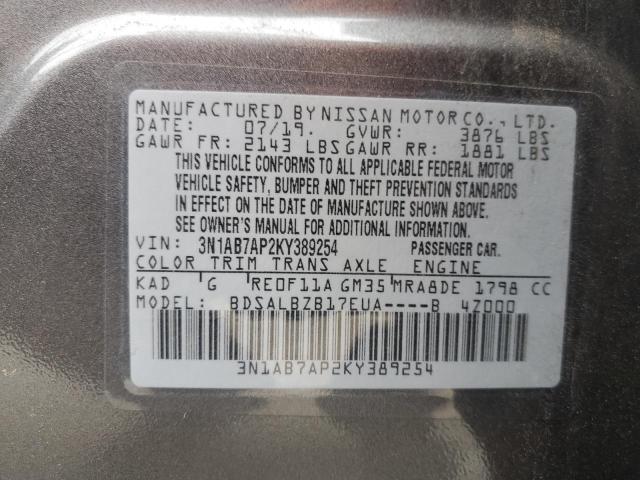 MANUFACTURED BY NISSAN MOTOR CO., LTD.
DATE: 07/19. GVWR: 3876 LBS
GAWR FR: 2143 LBS GAWR RR: 1881 LBS
THIS VEHICLE CONFORMS TO ALL APPLICABLE FEDERAL MOTOR
VEHICLE SAFETY, BUMPER AND THEFT PREVENTION STANDARDS
IN EFFECT ON THE DATE OF MANUFACTURE SHOWN ABOVE.
SEE OWNER'S MANUAL FOR ADDITIONAL INFORMATION.
VIN: 3N1AB7AP2KY389254 PASSENGER CAR.
COLOR TRIM TRANS AXLE ENGINE
KAD G RE0F11A GM35 MRA8DE 1798 CC
MODEL: BDSALBZB17EUA----B 4Z000
3N1AB7AP2KY389254